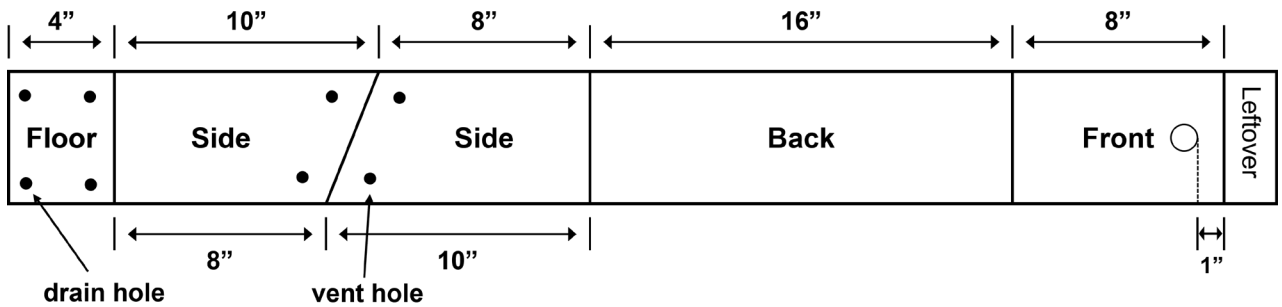 4” 10” 8” 16” 8”
Floor Side Side Back Front Leftover
8” 10” 1”
drain hole vent hole